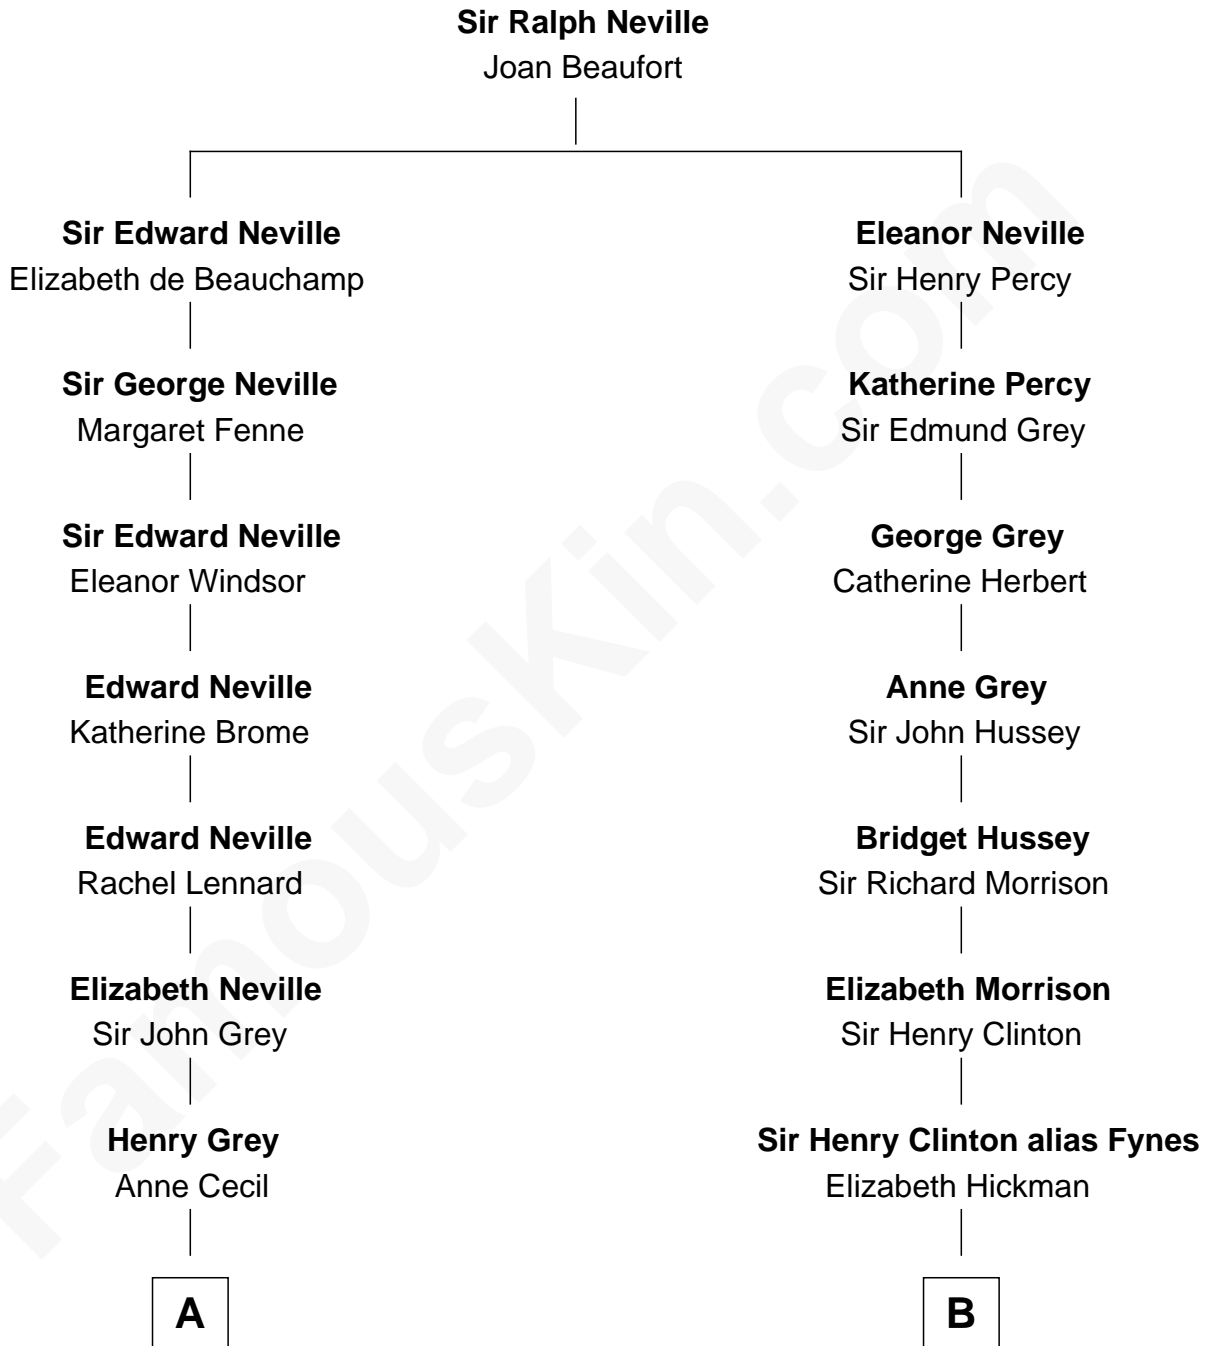 Sir Ralph Neville
Joan Beaufort
Sir Edward Neville
Elizabeth de Beauchamp
Eleanor Neville
Sir Henry Percy
Sir George Neville
Margaret Fenne
Katherine Percy
Sir Edmund Grey
Sir Edward Neville
Eleanor Windsor
George Grey
Catherine Herbert
Edward Neville
Katherine Brome
Anne Grey
Sir John Hussey
Edward Neville
Rachel Lennard
Bridget Hussey
Sir Richard Morrison
Elizabeth Neville
Sir John Grey
Elizabeth Morrison
Sir Henry Clinton
Henry Grey
Anne Cecil
Sir Henry Clinton alias Fynes
Elizabeth Hickman
A
B
FamousKin.com